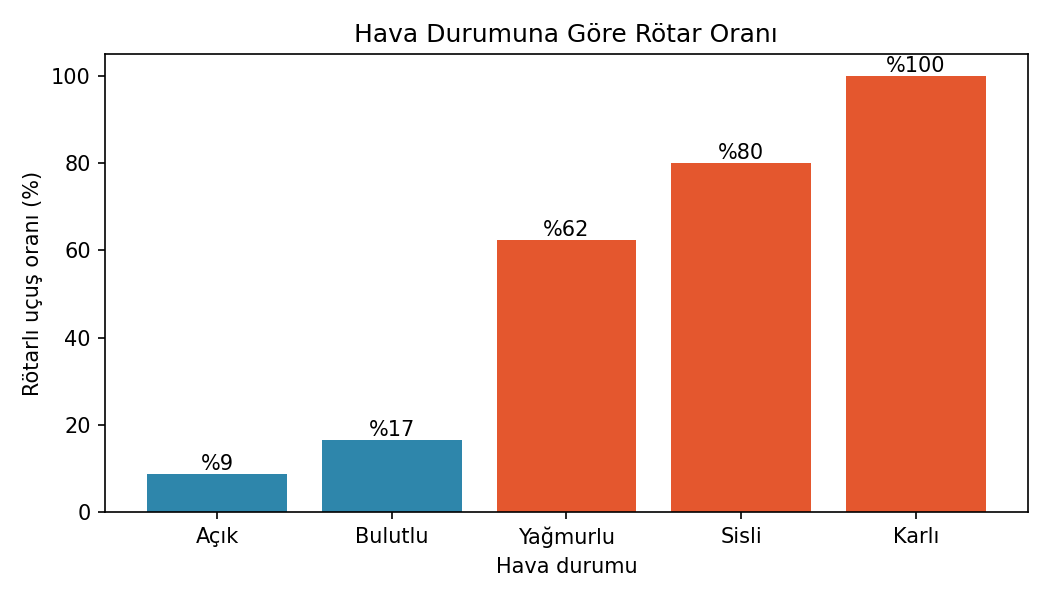 Hava Durumuna Göre Rötar Oranı
Rötarlı uçuş oranı (%)
100
80
60
40
20
0
%9
%17
%62
%80
%100
Açık
Bulutlu
Yağmurlu
Sisli
Karlı
Hava durumu